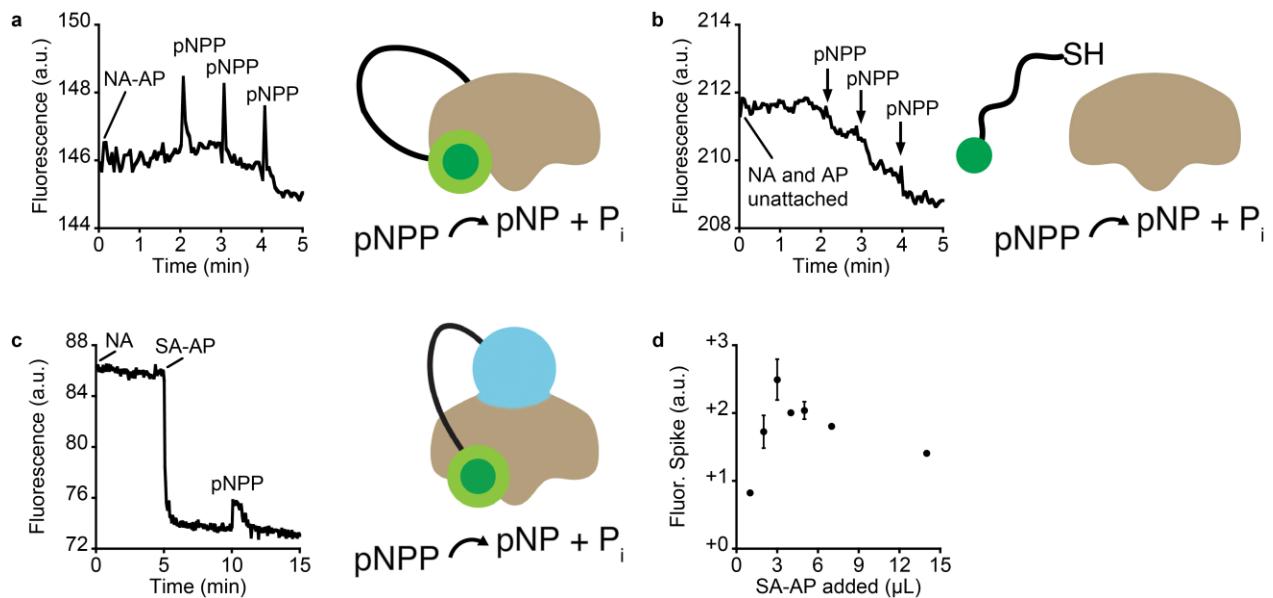 a
150
148
146
144
Fluorescence (a.u.)
NA-AP
pNPP
pNPP
pNPP
0 1 2 3 4 5
Time (min)
pNPP pNP + Pi
b
214
212
210
208
Fluorescence (a.u.)
pNPP
pNPP
pNPP
NA and AP
unattached
0 1 2 3 4 5
Time (min)
SH
pNPP pNP + Pi
c
88
84
80
76
72
Fluorescence (a.u.)
NA
SA-AP
pNPP
0 5 10 15
Time (min)
pNPP pNP + Pi
d
+3
+2
+1
+0
Fluor. Spike (a.u.)
0 3 6 9 12 15
SA-AP added (µL)